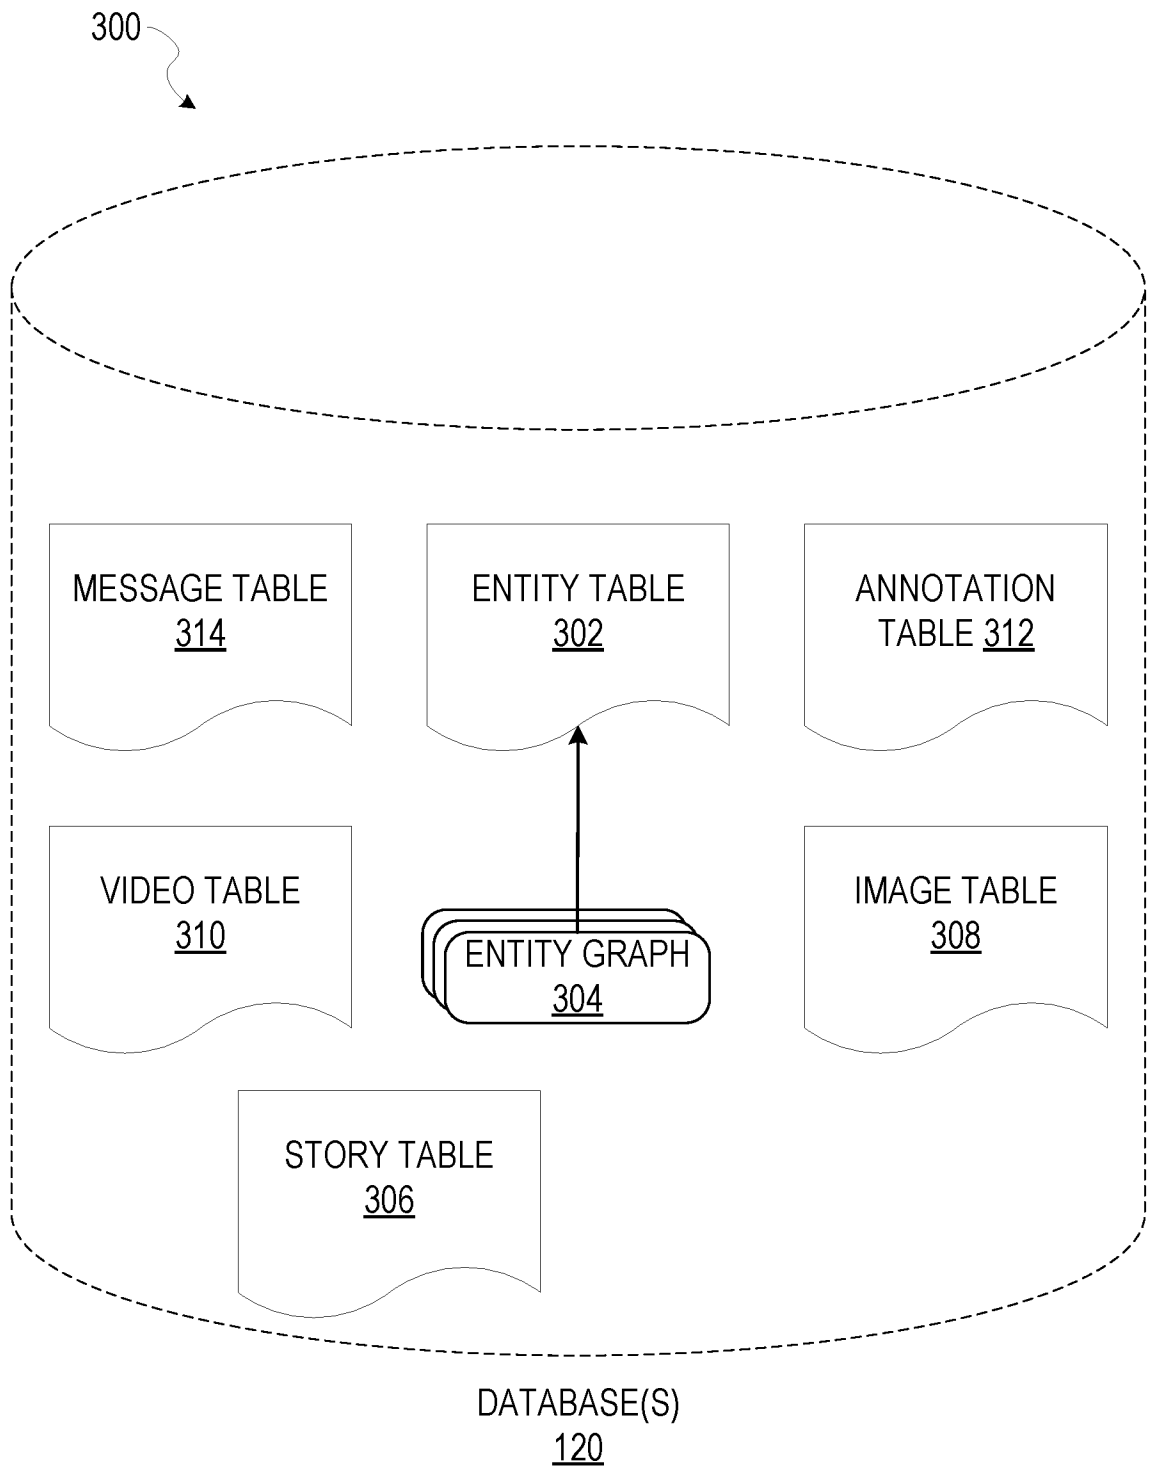 300
MESSAGE TABLE
314
ENTITY TABLE
302
ANNOTATION
TABLE 312
VIDEO TABLE
310
ENTITY GRAPH
304
IMAGE TABLE
308
STORY TABLE
306
DATABASE(S)
120